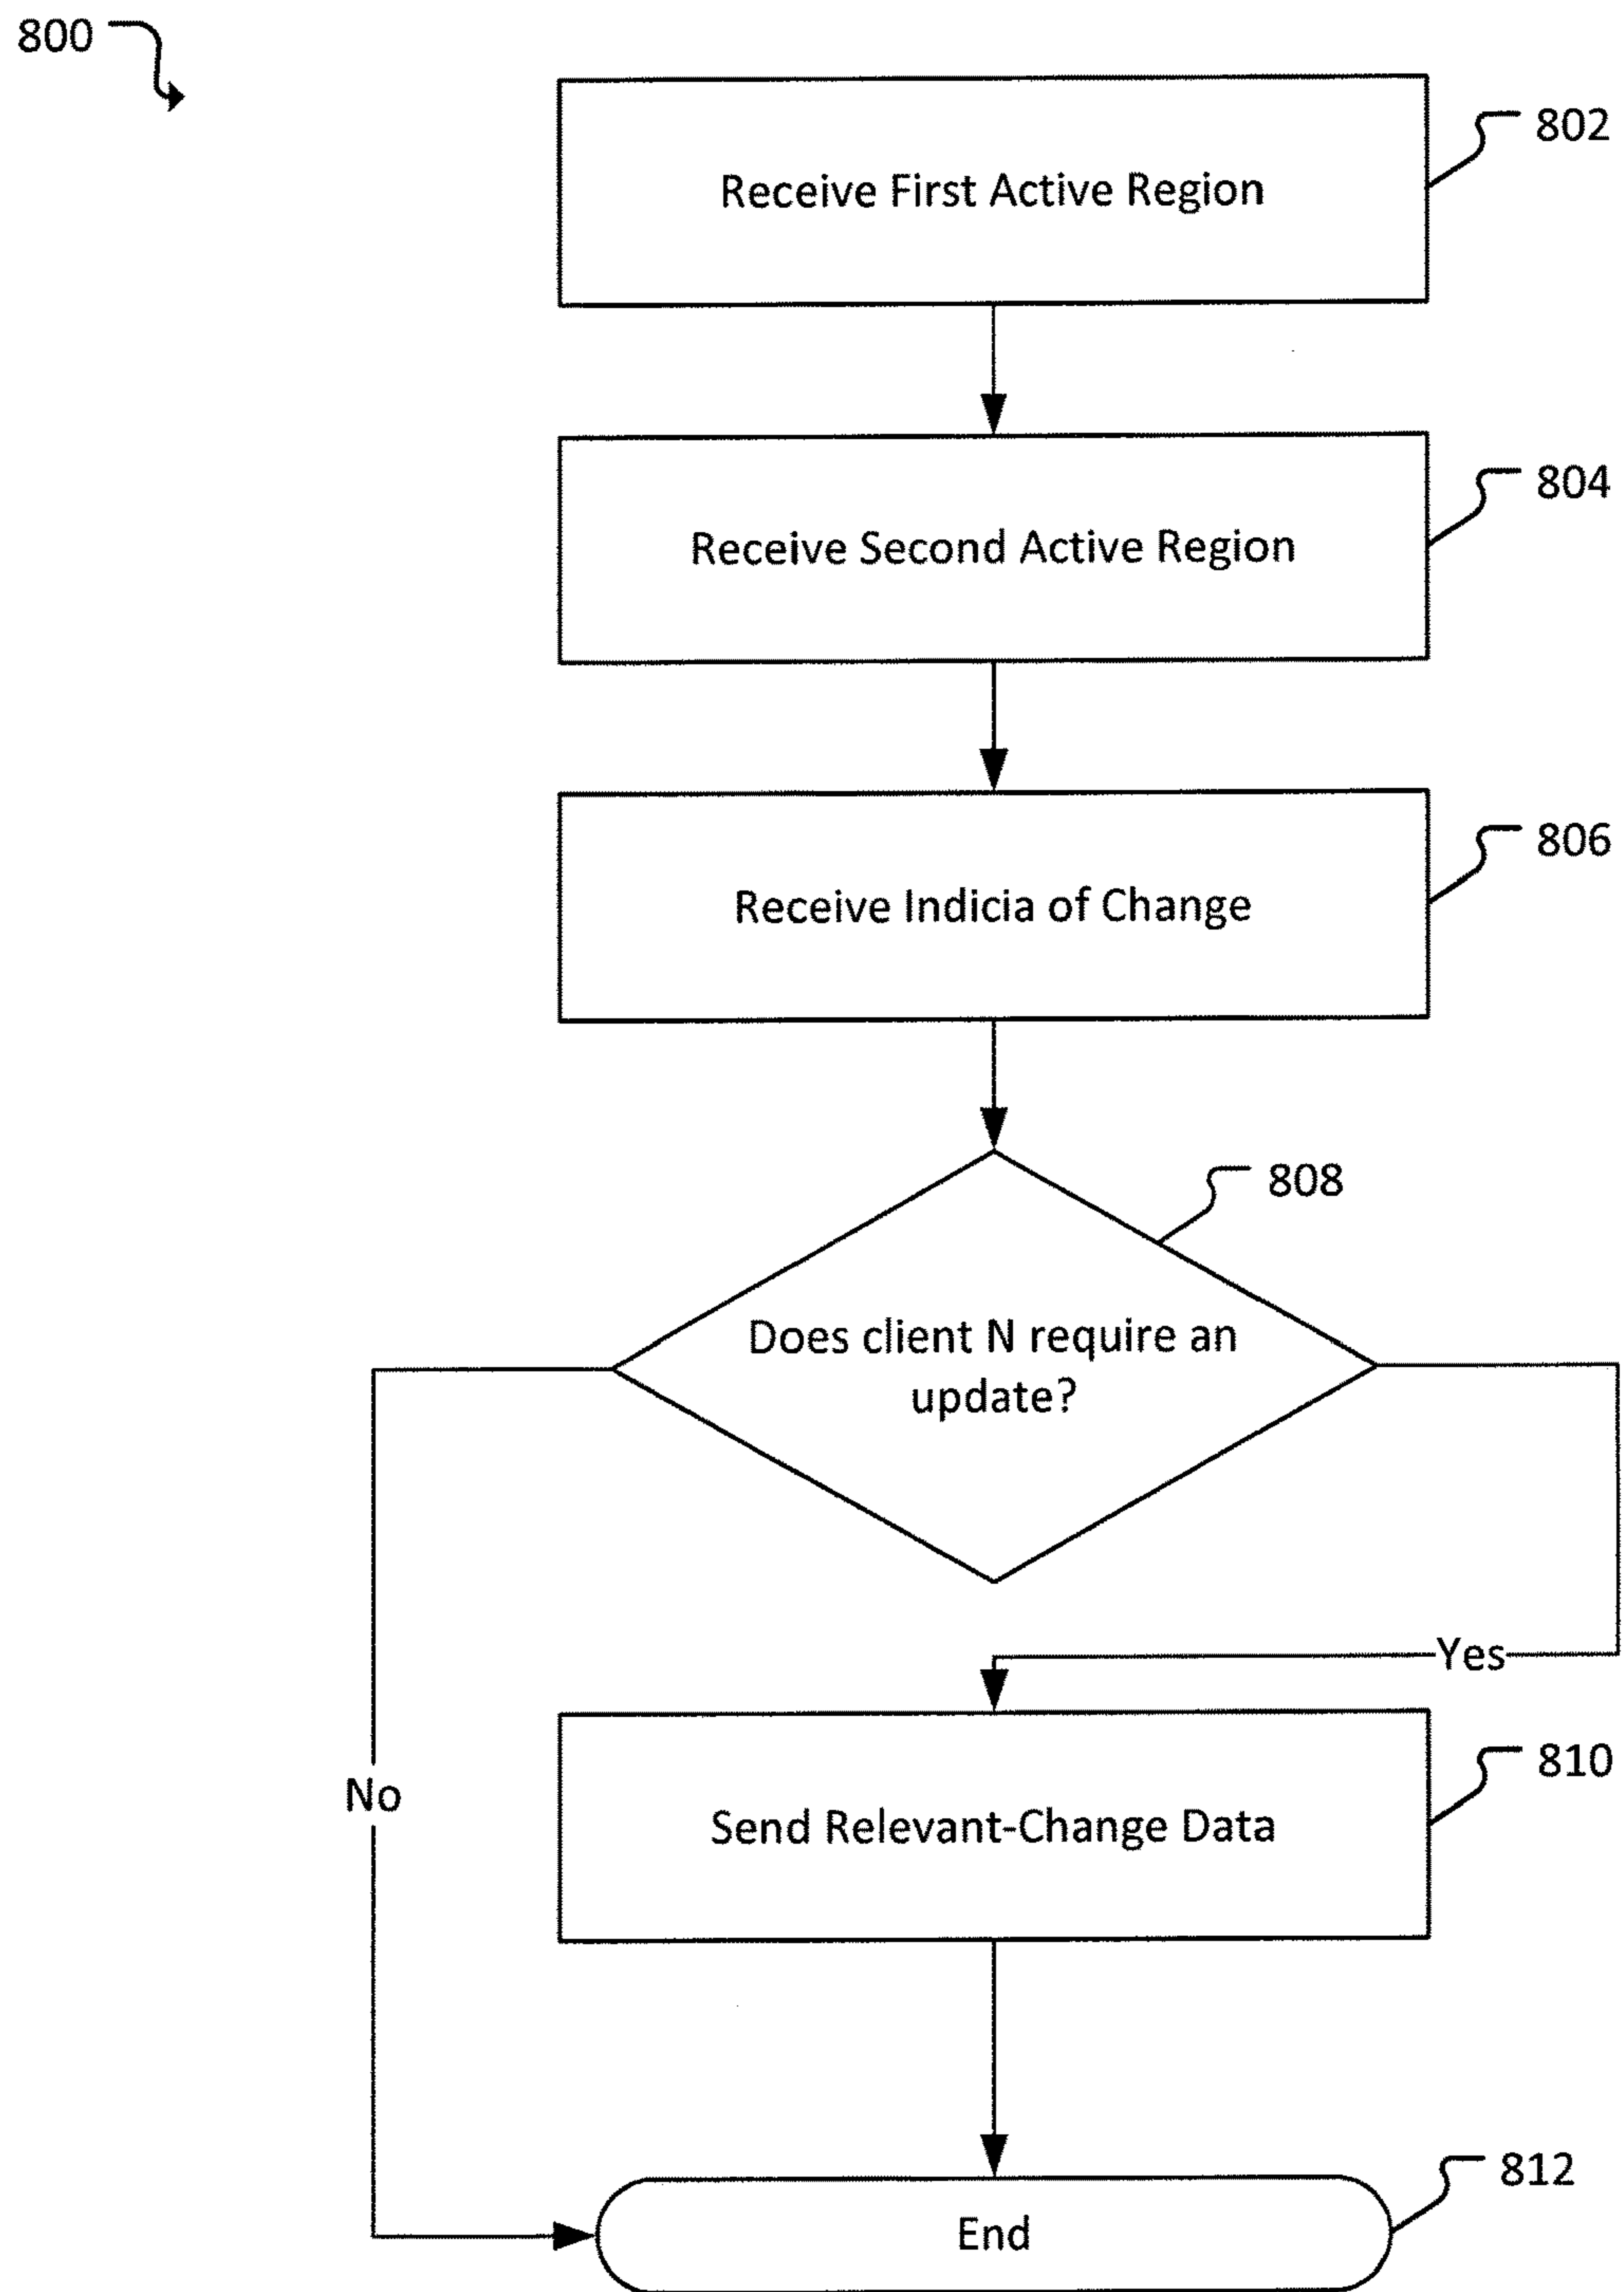 800
802
Receive First Active Region
804
Receive Second Active Region
806
Receive Indicia of Change
808
Does client N require an
update?
Yes
810
No
Send Relevant-Change Data
812
End